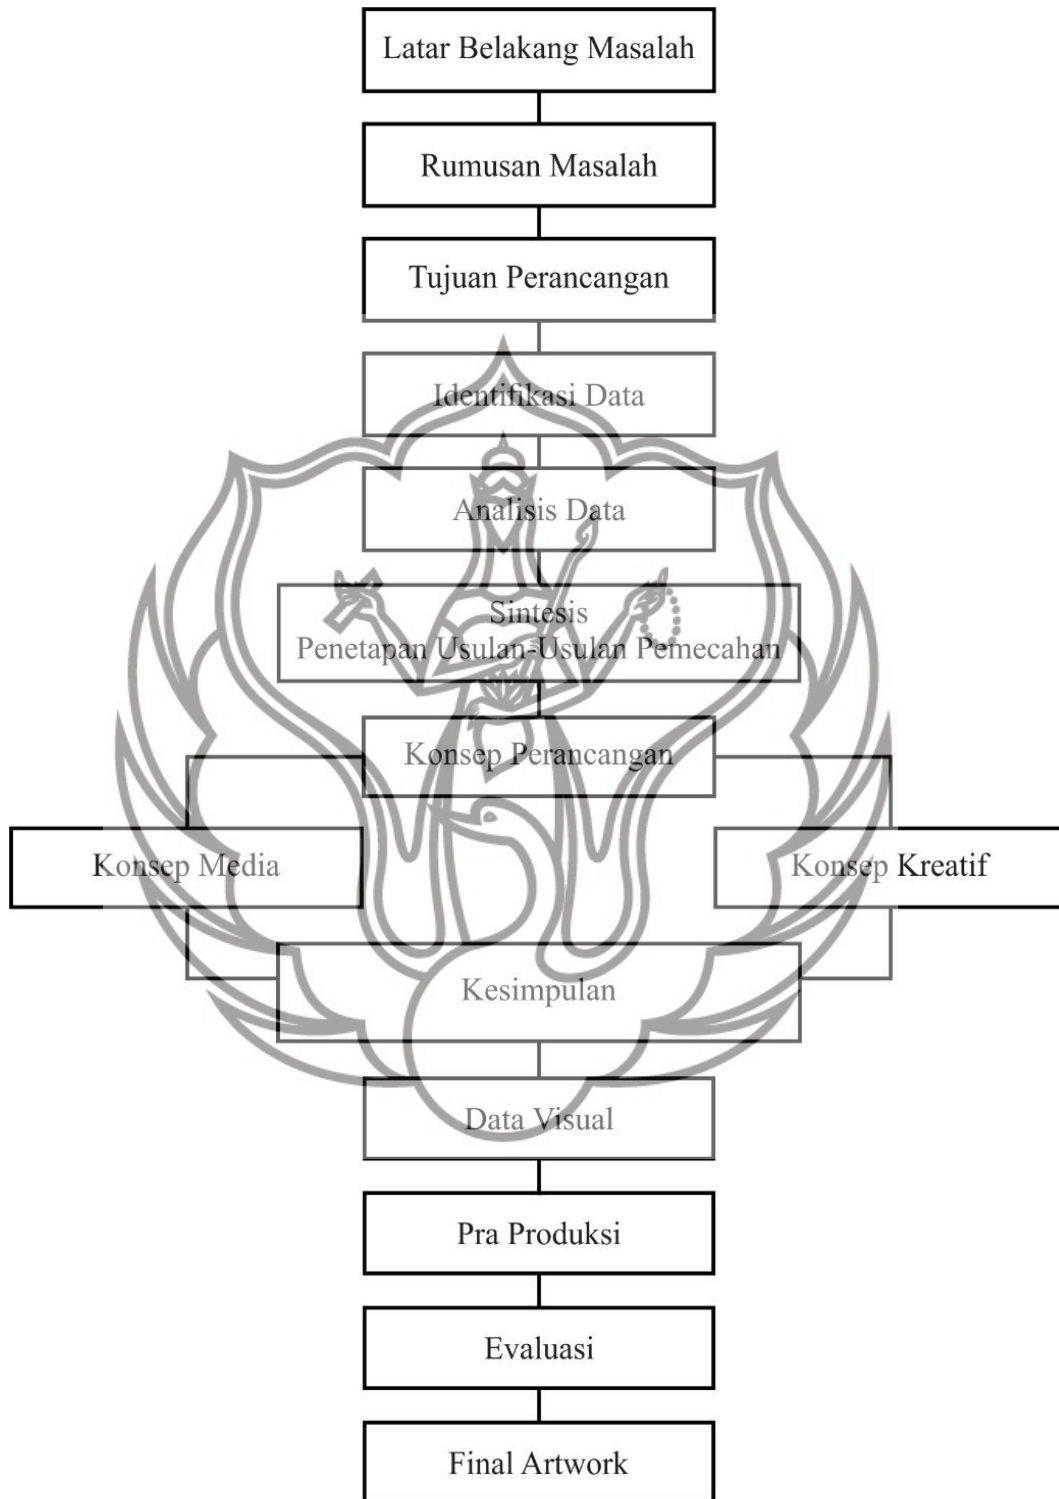 Latar Belakang Masalah
Rumusan Masalah
Tujuan Perancangan
Identifikasi Data
Analisis Data
Sintesis
Penetapan Usulan-Usulan Pemecahan
Konsep Perancangan
Konsep Media
Konsep Kreatif
Kesimpulan
Data Visual
Pra Produksi
Evaluasi
Final Artwork